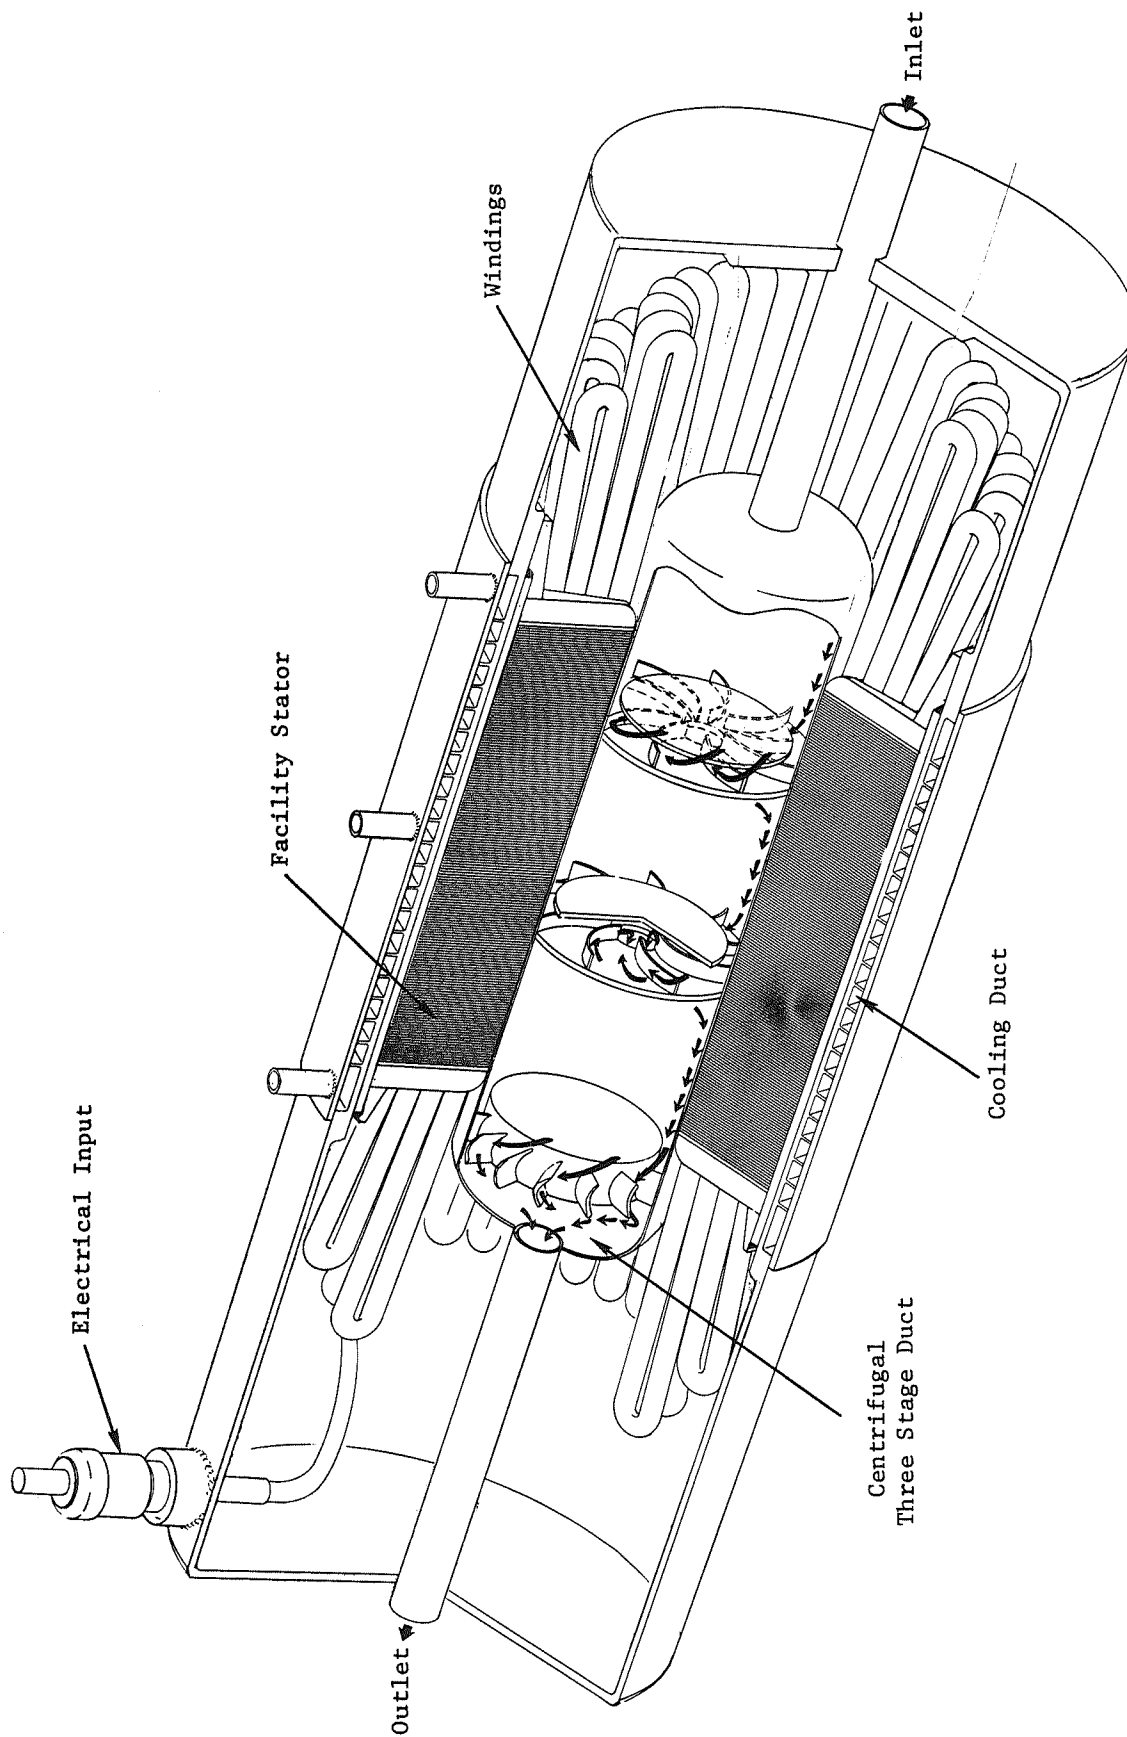 Electrical Input
Facility Stator
Windings
Inlet
Outlet
Centrifugal
Three Stage Duct
Cooling Duct